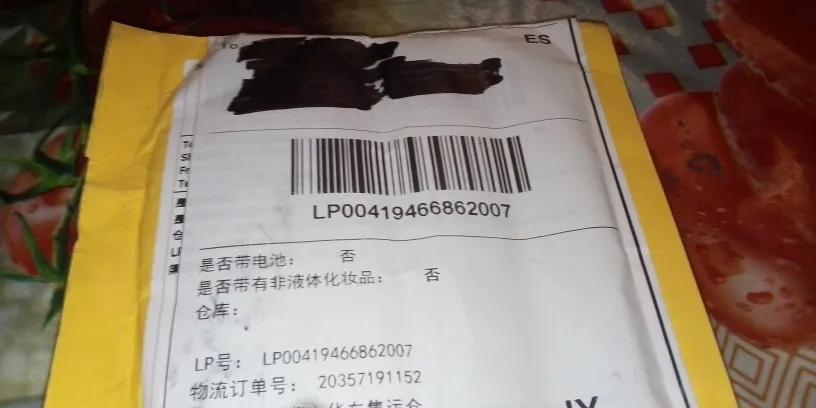 To
ES
LP00419466862007
是否带电池： 否
是否带有非液体化妆品： 否
仓库：
LP号： LP00419466862007
物流订单号： 20357191152